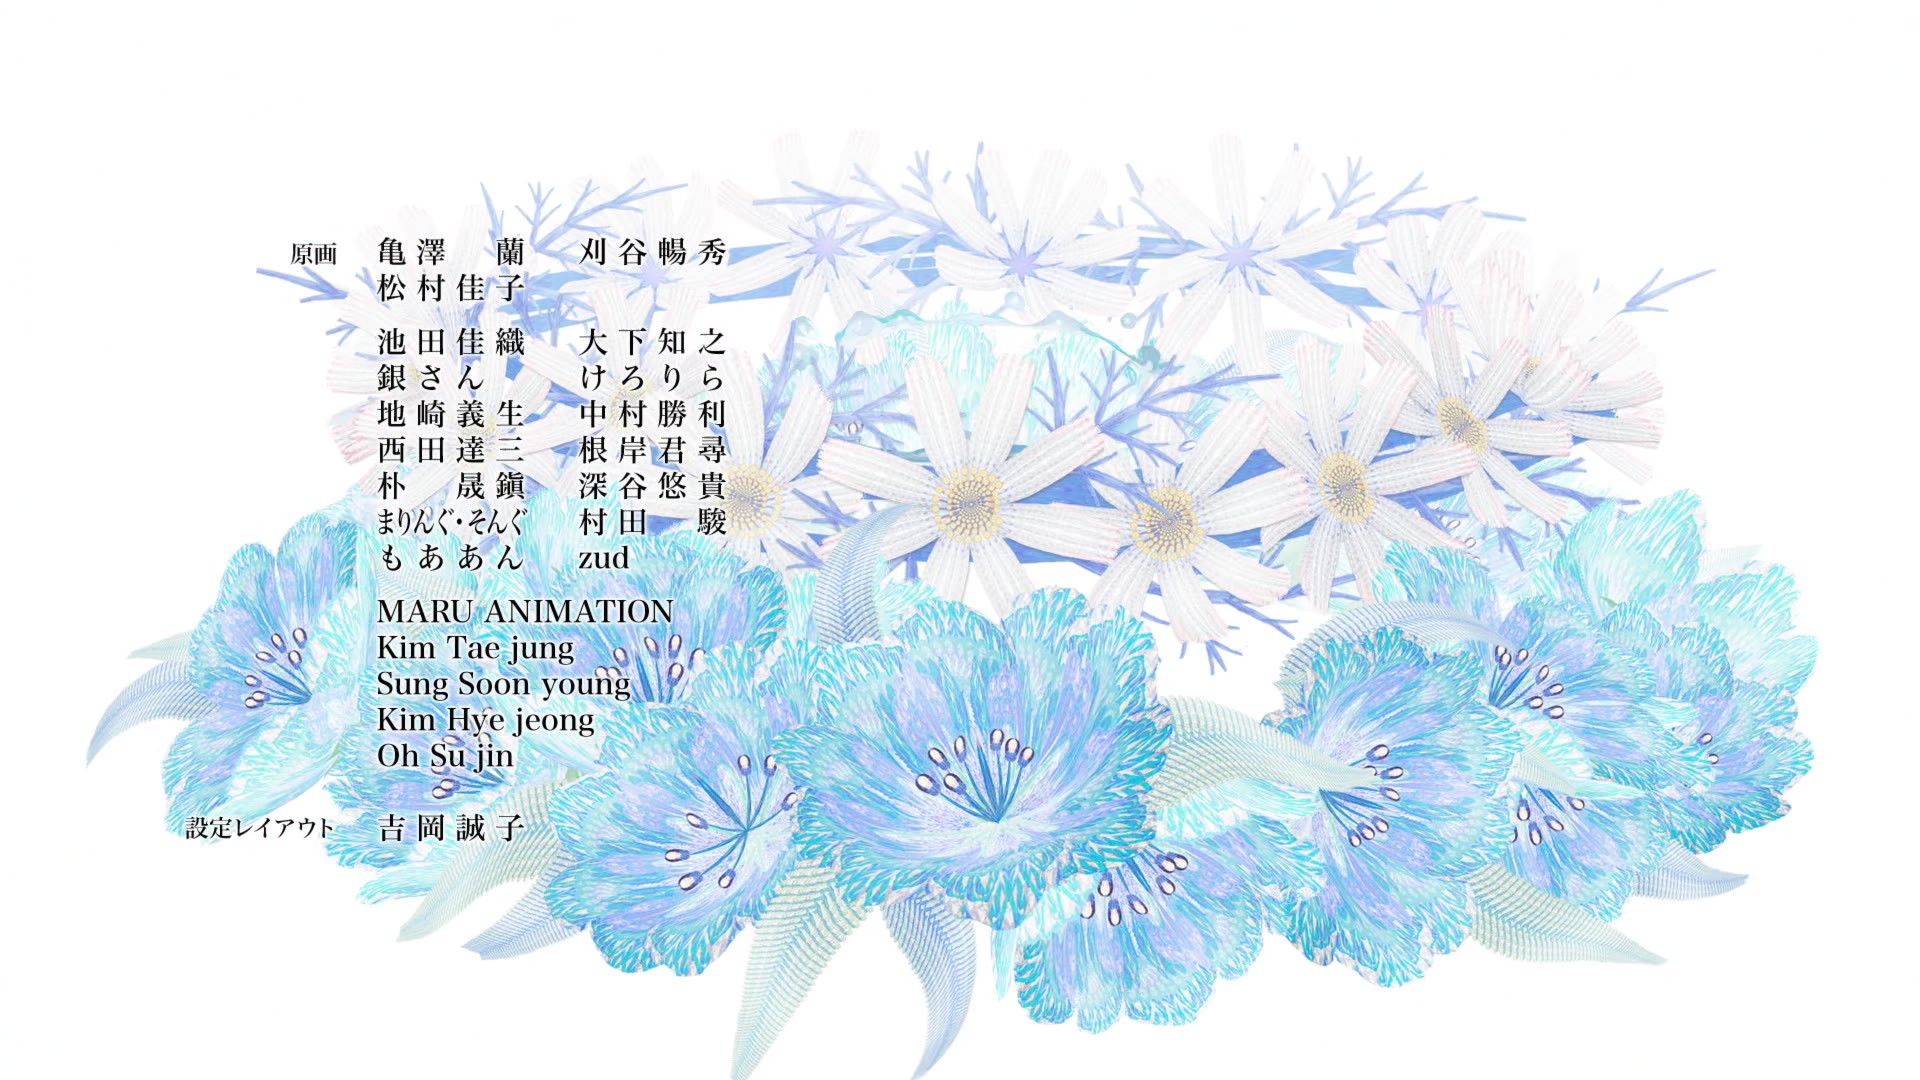 原画 亀澤 蘭 刈谷暢秀
松村佳子
池田佳織 大下知之
銀さん けろりら
地崎義生 中村勝利
西田達三 根岸君尋
朴 晟鎭 深谷悠貴
まりんぐ・そんぐ 村田 駿
もああん zud
MARU ANIMATION
Kim Tae jung
Sung Soon young
Kim Hye jeong
Oh Su jin
設定レイアウト 吉岡誠子